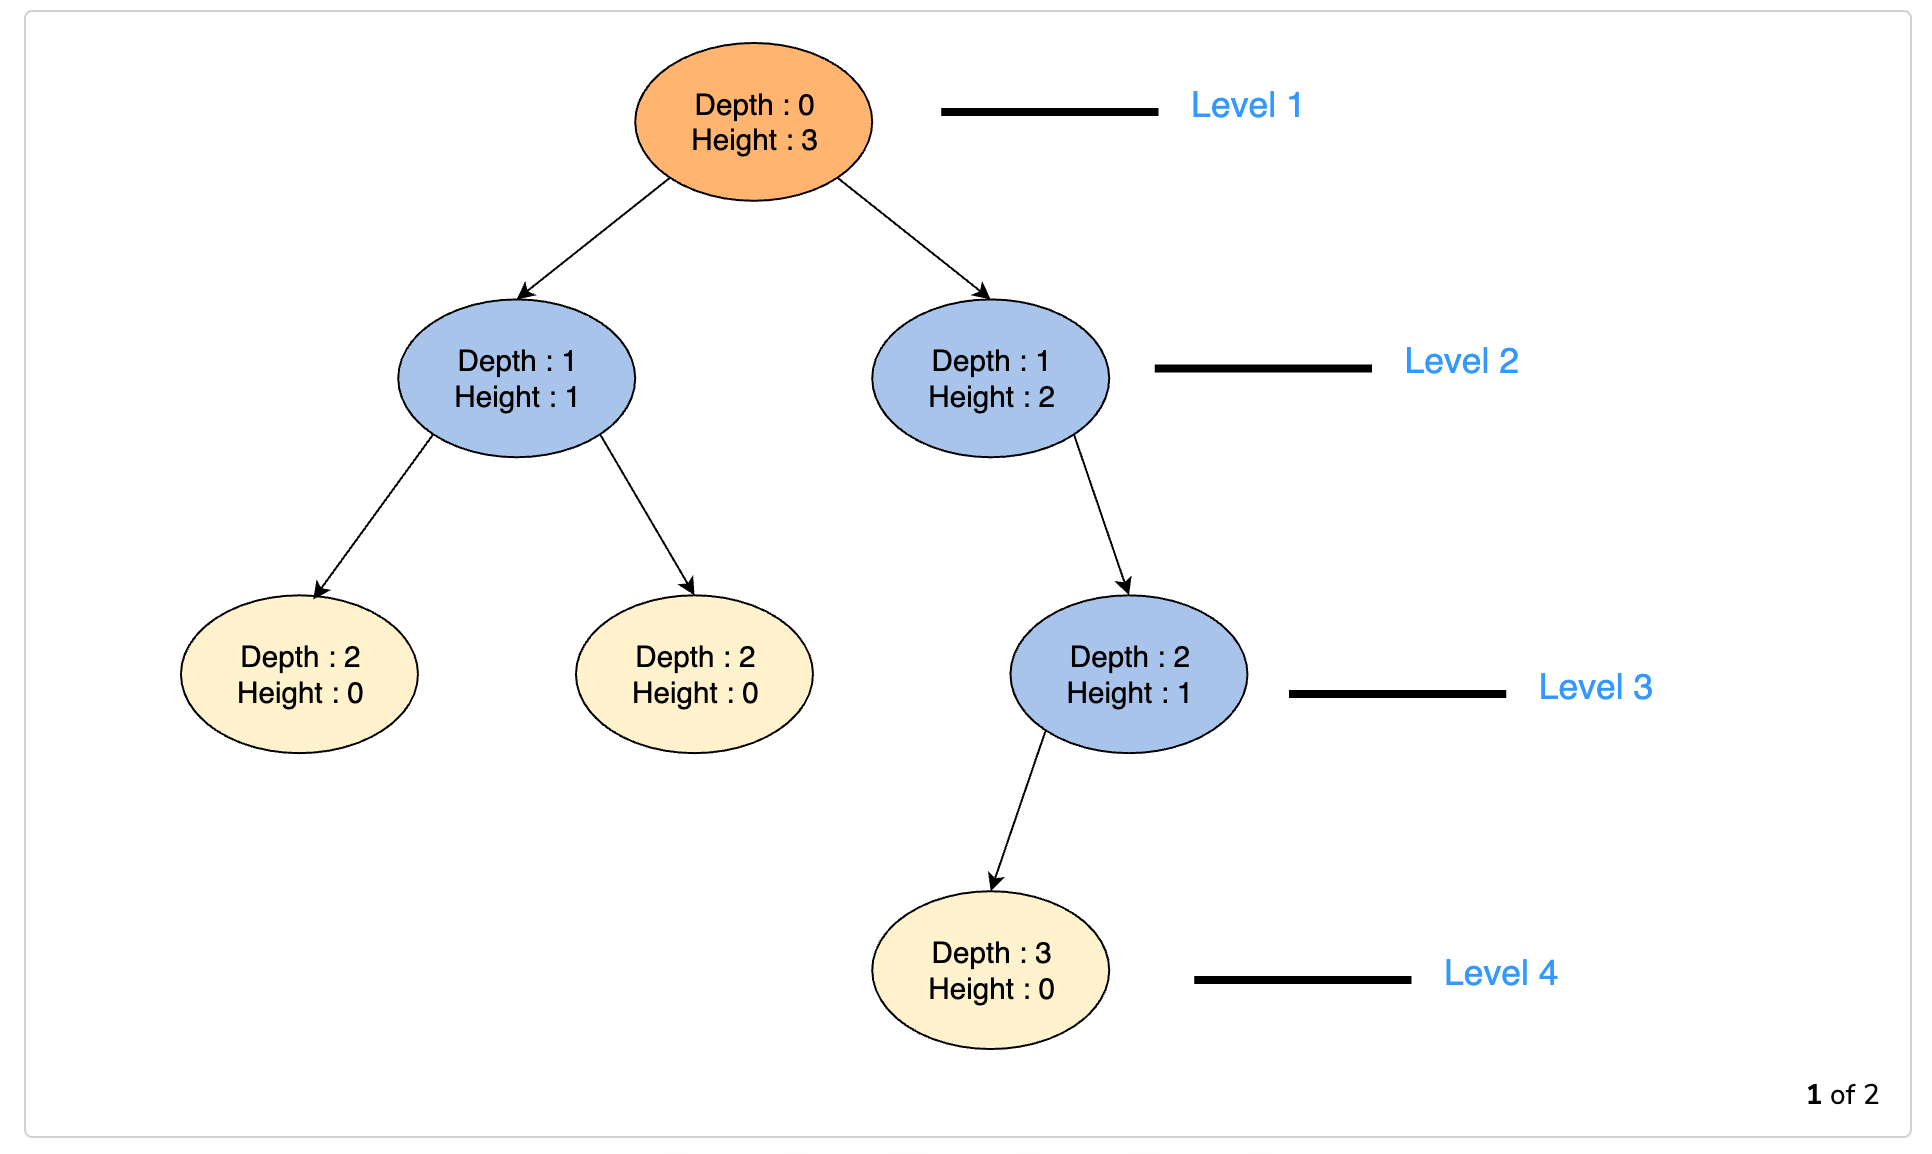 Depth : 0
Height : 3
Level 1
Depth : 1
Height : 1
Depth : 1
Height : 2
Level 2
Depth : 2
Height : 0
Depth : 2
Height : 0
Depth : 2
Height : 1
Level 3
Depth : 3
Height : 0
Level 4
1 of 2